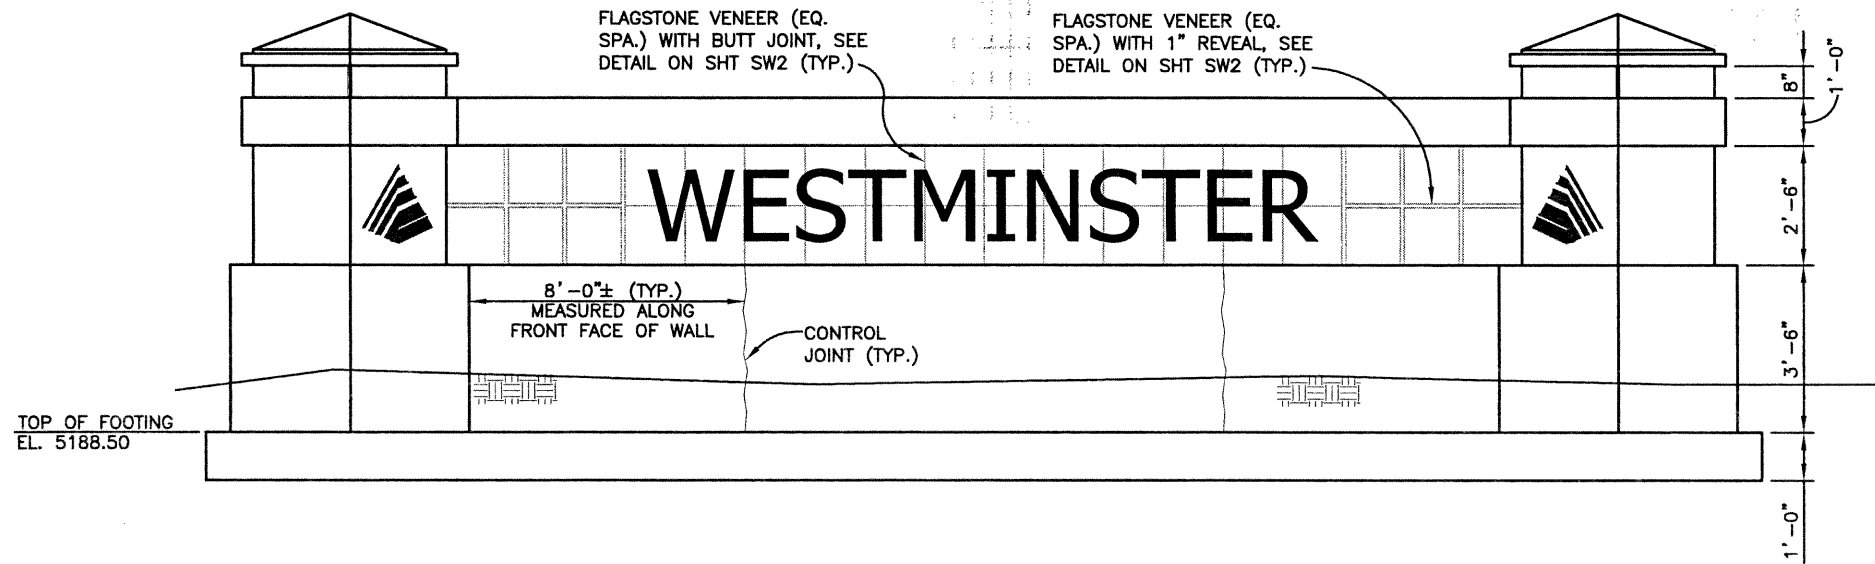 FLAGSTONE VENEER (EQ.
SPA.) WITH BUTT JOINT, SEE
DETAIL ON SHT SW2 (TYP.)
FLAGSTONE VENEER (EQ.
SPA.) WITH 1" REVEAL, SEE
DETAIL ON SHT SW2 (TYP.)
8"
1'-0"
WESTMINSTER
2'-6"
8'-0"± (TYP.)
MEASURED ALONG
FRONT FACE OF WALL
CONTROL
JOINT (TYP.)
3'-6"
TOP OF FOOTING
EL. 5188.50
1'-0"